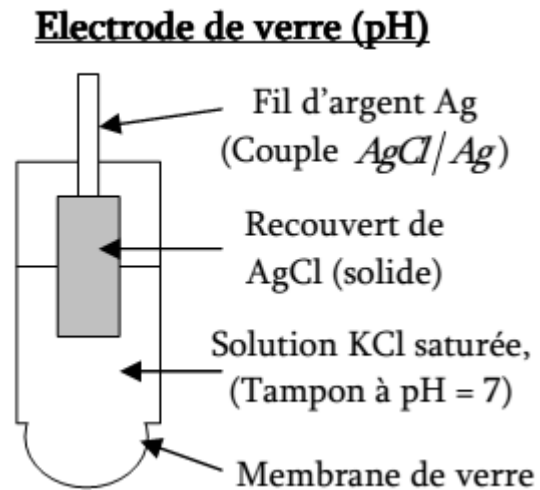 Electrode de verre (pH)
Fil d'argent Ag
(Couple AgCl/Ag)
Recouvert de
AgCl (solide)
Solution KCl saturée,
(Tampon à pH = 7)
Membrane de verre